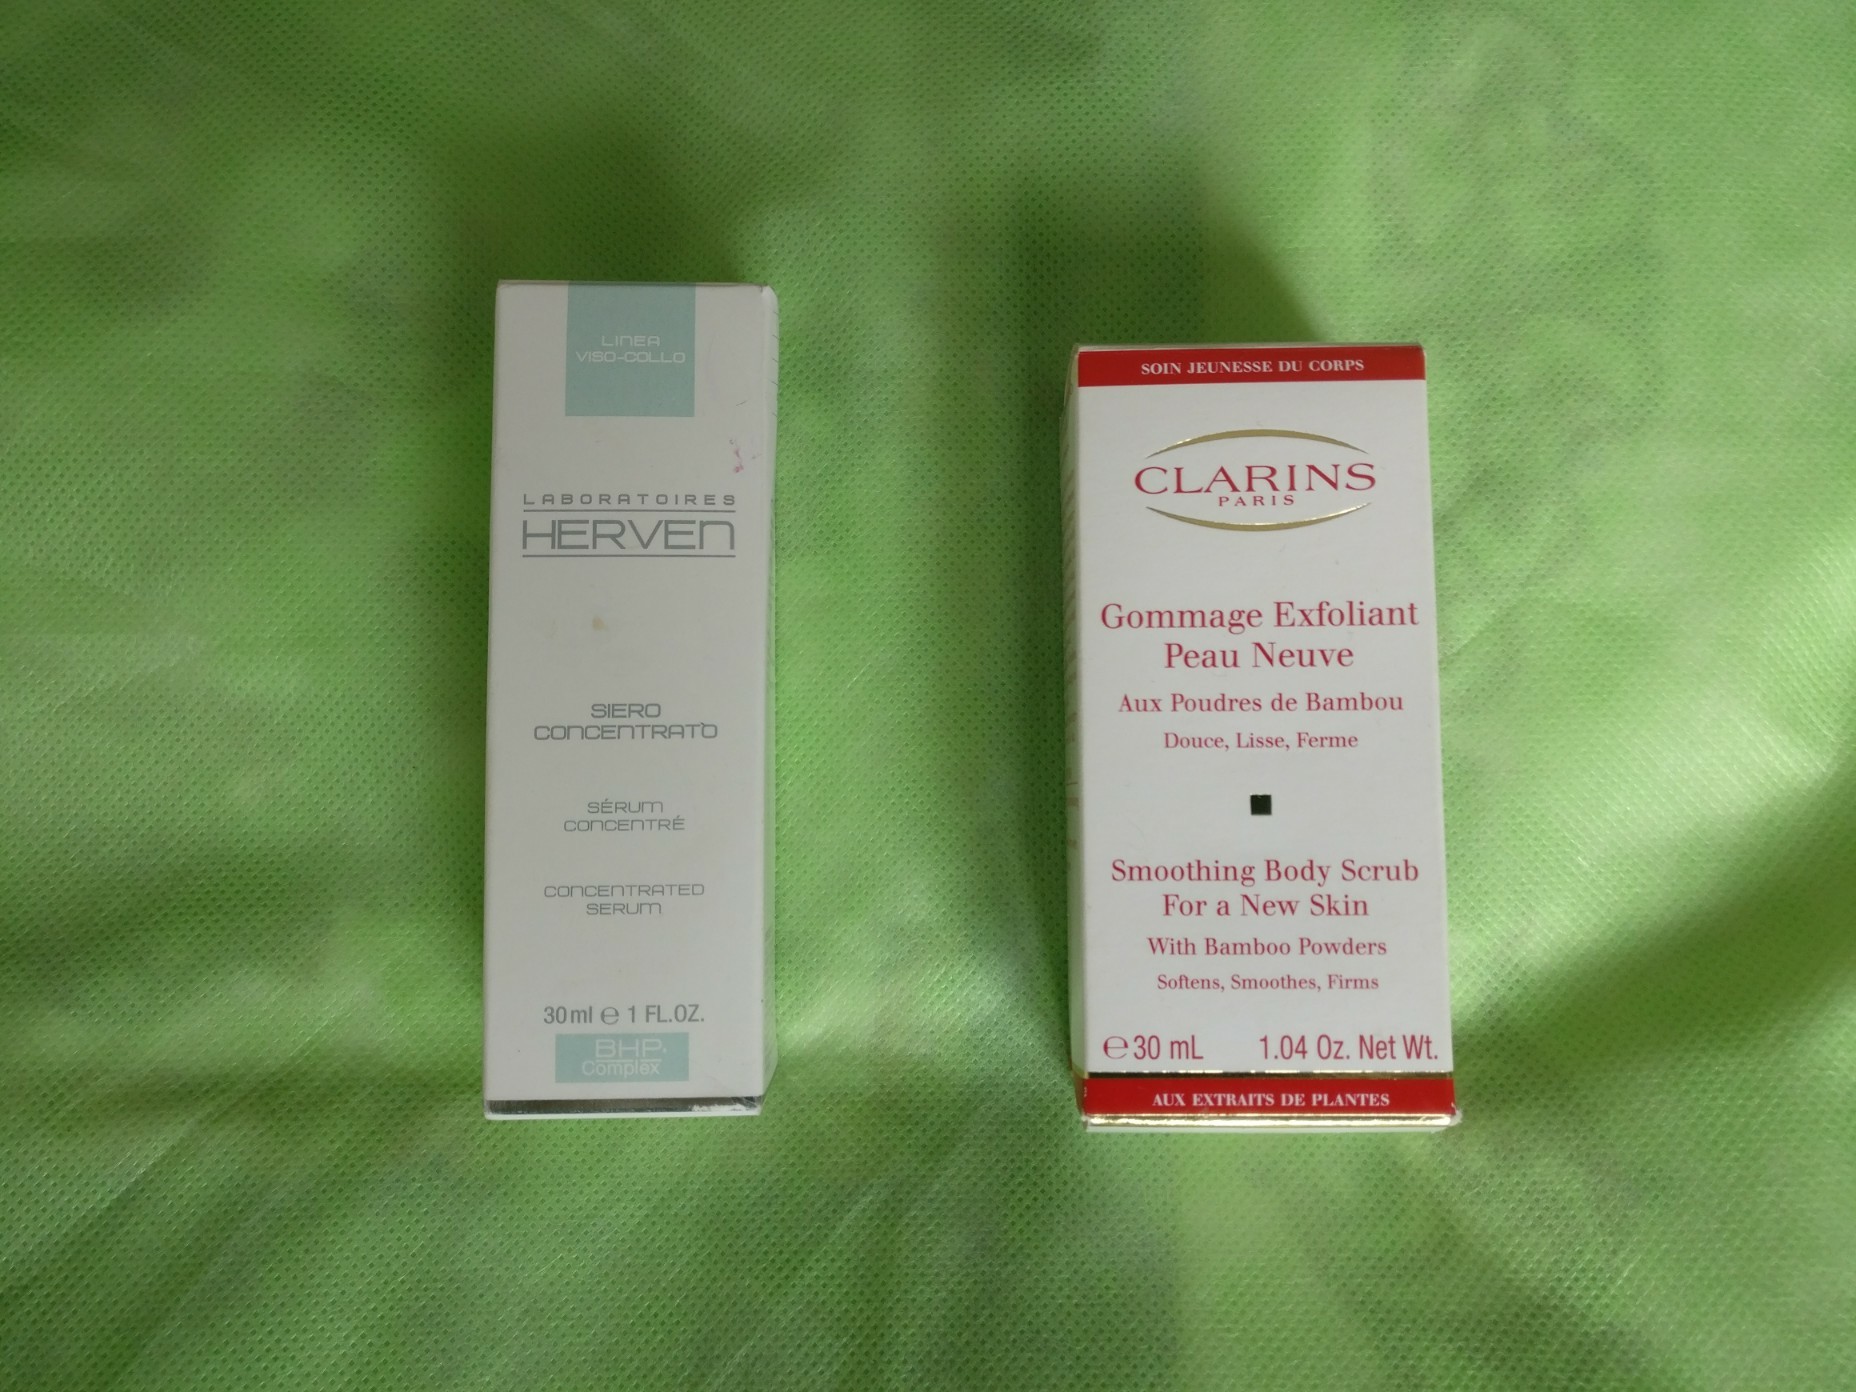 LINEA
VISO-COLLO
LABORATOIRES
HERVEN
SIERO
CONCENTRATO
SÉRUM
CONCENTRÉ
CONCENTRATED
SERUM
30 ml e 1 FL.OZ.
BHP
Complex
SOIN JEUNESSE DU CORPS
CLARINS
PARIS
Gommage Exfoliant
Peau Neuve
Aux Poudres de Bambou
Douce, Lisse, Ferme
Smoothing Body Scrub
For a New Skin
With Bamboo Powders
Softens, Smoothes, Firms
e 30 mL 1.04 Oz. Net Wt.
AUX EXTRAITS DE PLANTES